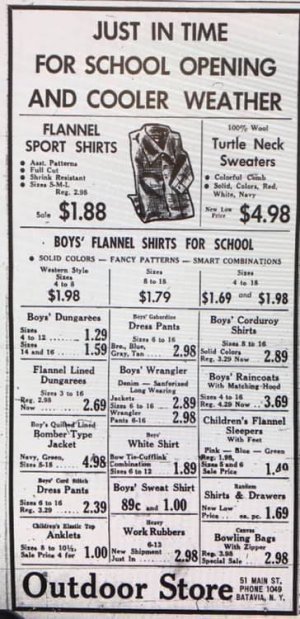 JUST IN TIME
FOR SCHOOL OPENING
AND COOLER WEATHER
FLANNEL
SPORT SHIRTS
● Asst. Patterns
● Full Cut
● Shrink Resistant
● Sizes S-M-L
Reg. 2.98
Sale $1.88
100% Wool
Turtle Neck
Sweaters
● Colorful
● Solid, Colors, Red,
White, Navy
New Low
Price $4.98
BOYS' FLANNEL SHIRTS FOR SCHOOL
● SOLID COLORS — FANCY PATTERNS — SMART COMBINATIONS
Western Style
Sizes
4 to 8
$1.98
Sizes
8 to 18
$1.79
Sizes
4 to 18
$1.69 and $1.98
Boys' Dungarees
Sizes
4 to 12 1.29
Sizes
14 and 16 1.59
Boys' Gabardine
Dress Pants
Sizes 6 to 16
Bro., Blue,
Gray, Tan 2.98
Boys' Corduroy
Shirts
Sizes 8 to 16
Solid Colors
Reg. 3.29 Now 2.89
Flannel Lined
Dungarees
Sizes 3 to 16
Reg. 2.98
Now 2.69
Boys' Wrangler
Denim — Sanforized
Long Wearing
Jackets
Sizes 6 to 16 2.89
Wrangler
Pants 6-16 2.98
Boys' Raincoats
With Matching Hood
Sizes 4 to 16
Reg. 4.29 Now 3.69
Boy's Quilted Lined
Bomber Type
Jacket
Navy, Green,
Sizes 8-18 4.98
Boys'
White Shirt
Bow Tie-Cufflink
Combination
Sizes 6 to 12 1.89
Children's Flannel
Sleepers
With Feet
Pink — Blue — Green
Reg. 1.98,
Sizes 5 and 6
Sale Price 1.40
Boys' Cord Stitch
Dress Pants
Sizes 6 to 16
Reg. 3.29 2.39
Boys' Sweat Shirt
89c and 1.00
Random
Shirts & Drawers
New Low
Price ea. pc. 1.69
Children's Elastic Top
Anklets
Sizes 8 to 10½,
Sale Price 4 for 1.00
Heavy
Work Rubbers
6-13
New Shipment
Just In 2.98
Canvas
Bowling Bags
With Zipper
Reg. 3.98
Special Sale 2.98
Outdoor Store
51 MAIN ST.
PHONE 1049
BATAVIA, N. Y.